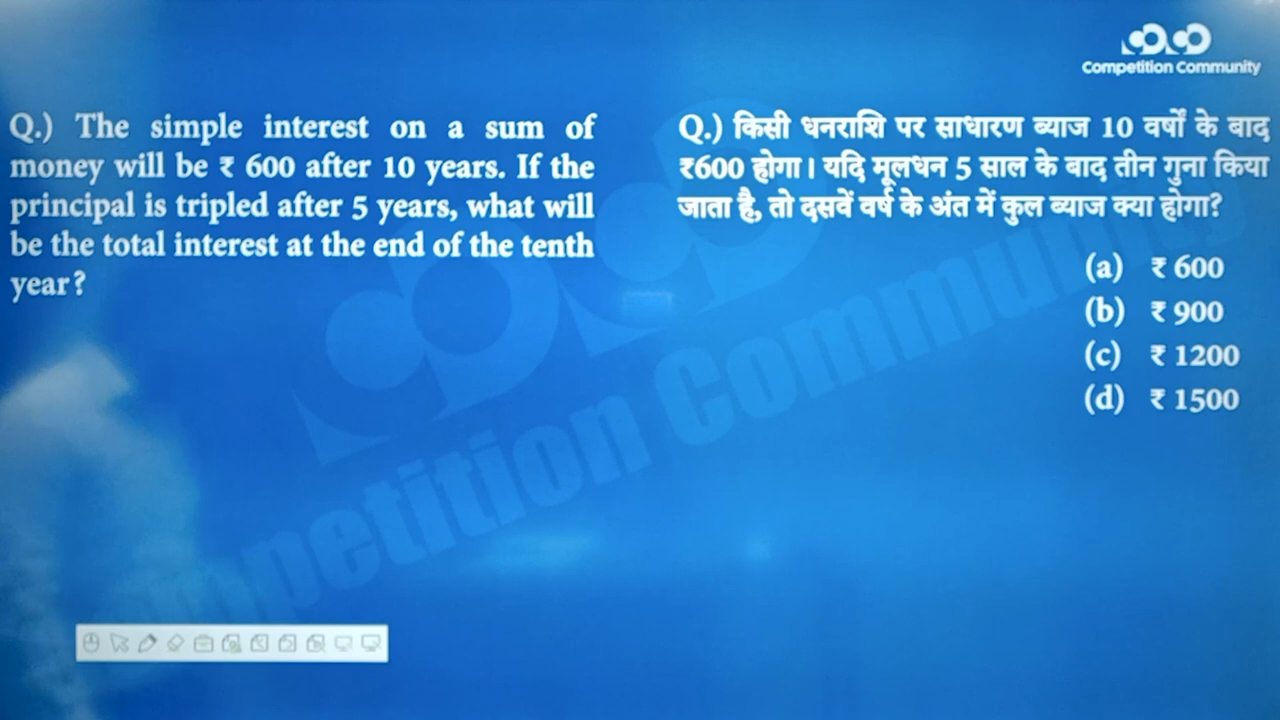 Competition Community
Q.) The simple interest on a sum of
money will be ₹ 600 after 10 years. If the
principal is tripled after 5 years, what will
be the total interest at the end of the tenth
year?
Q.) किसी धनराशि पर साधारण ब्याज 10 वर्षों के बाद
₹600 होगा। यदि मूलधन 5 साल के बाद तीन गुना किया
जाता है, तो दसवें वर्ष के अंत में कुल ब्याज क्या होगा?
(a) ₹ 600
(b) ₹ 900
(c) ₹ 1200
(d) ₹ 1500
Competition Community